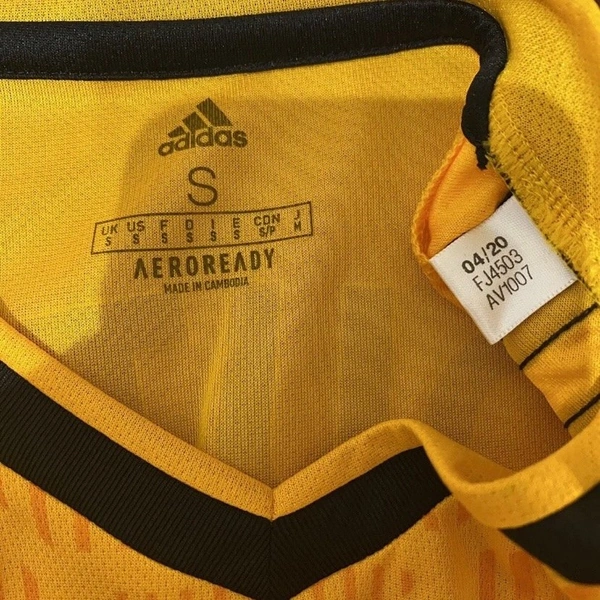 adidas
S
UK US F D I E CDN J
S S S S S S S/P M
AEROREADY
MADE IN CAMBODIA
04/20
FJ4503
AV1007